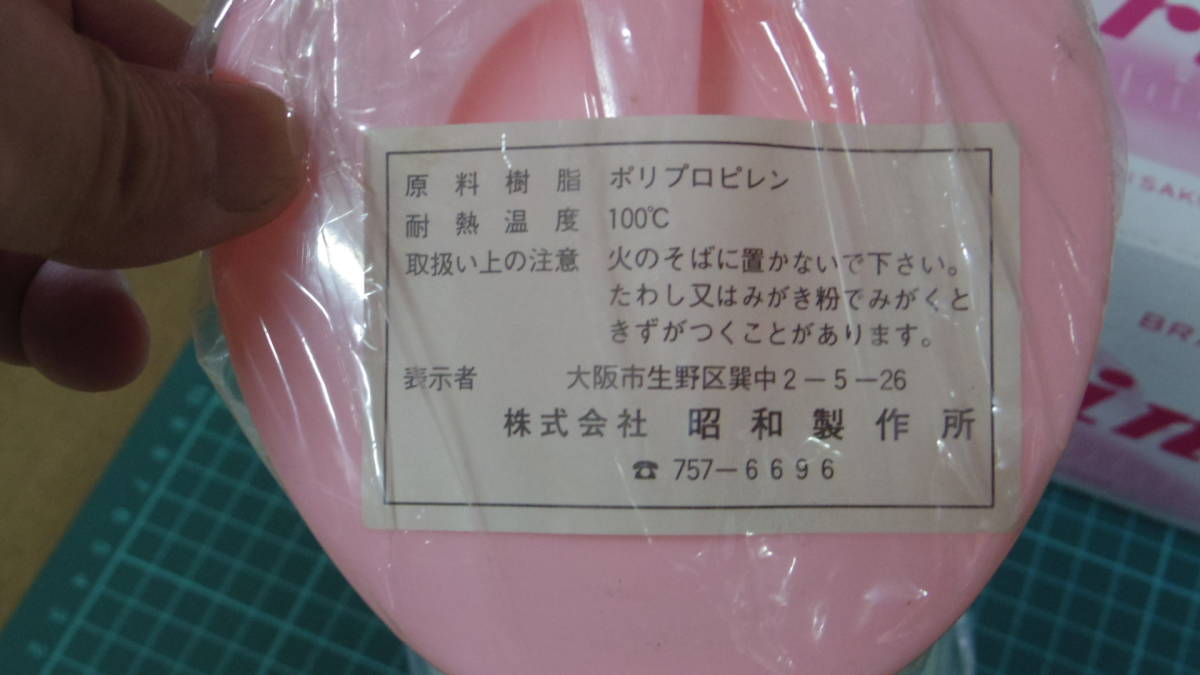 原料樹脂 ポリプロピレン
耐熱温度 100℃
取扱い上の注意 火のそばに置かないで下さい。
たわし又はみがき粉でみがくと
きずがつくことがあります。
表示者 大阪市生野区巽中2-5-26
株式会社 昭和製作所
☎ 757-6696
SAK
BR